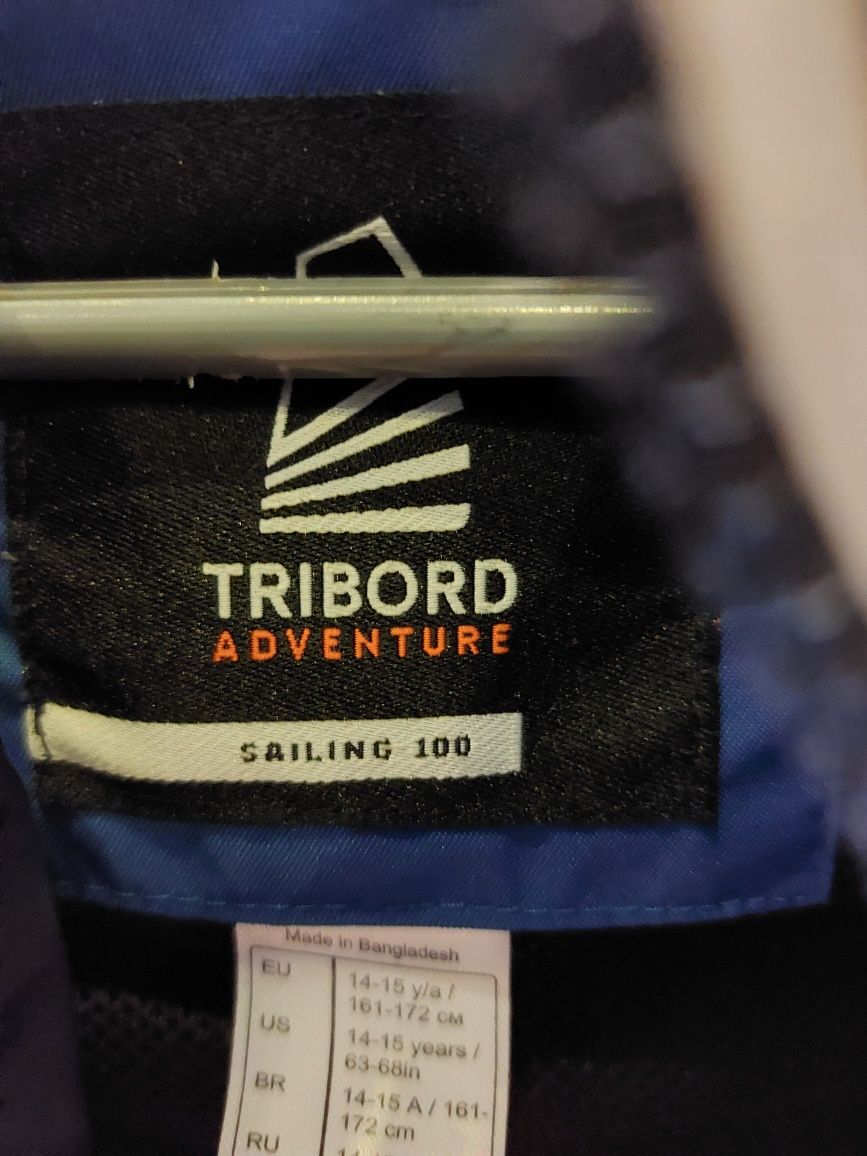 TRIBORD
ADVENTURE
SAILING 100
Made in Bangladesh
EU
14-15 y/a /
161-172 см
US
14-15 years /
63-68in
BR
14-15 A / 161-
172 cm
RU